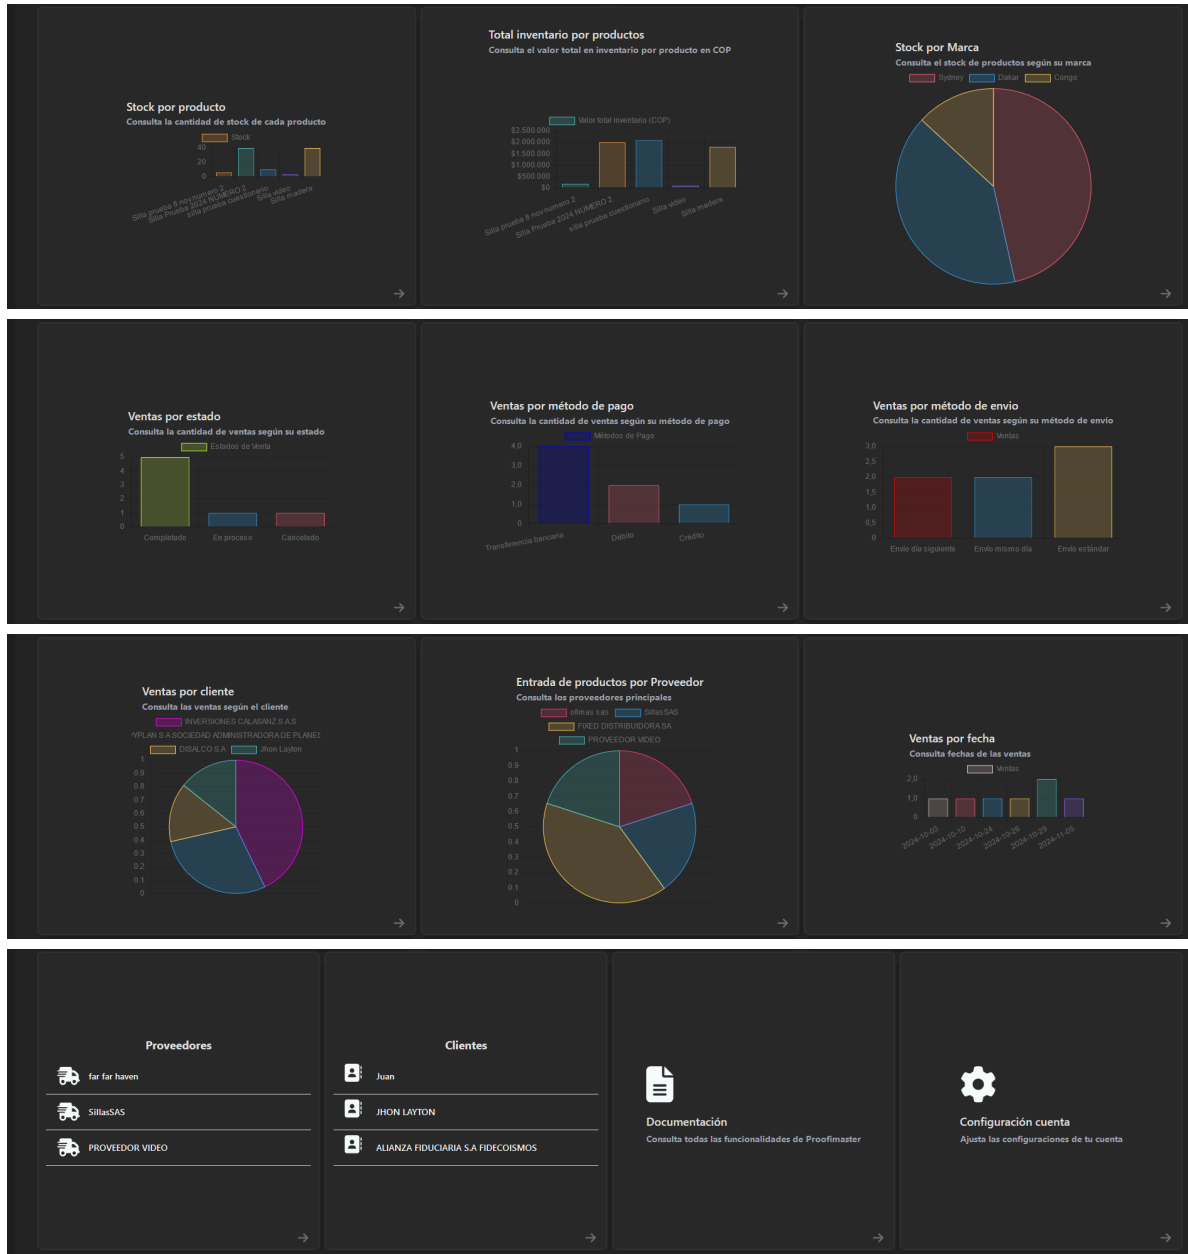 Stock por producto
Consulta la cantidad de stock de cada producto
Stock
40
20
0
Silla prueba 8 nov numero 2
Silla Prueba 2024 NUMERO 2
silla prueba cuestionario
Silla video
Silla madera
Total inventario por productos
Consulta el valor total en inventario por producto en COP
Valor total inventario (COP)
$2.500.000
$2.000.000
$1.500.000
$1.000.000
$500.000
$0
Silla prueba 8 nov numero 2
Silla Prueba 2024 NUMERO 2
silla prueba cuestionario
Silla video
Silla madera
Stock por Marca
Consulta el stock de productos según su marca
Sydney Dakar Congo
Ventas por estado
Consulta la cantidad de ventas según su estado
Estados de Venta
5
4
3
2
1
0
Completado En proceso Cancelado
Ventas por método de pago
Consulta la cantidad de ventas según su método de pago
Métodos de Pago
4,0
3,0
2,0
1,0
0
Transferencia bancaria Débito Crédito
Ventas por método de envio
Consulta la cantidad de ventas según su método de envío
Ventas
3,0
2,5
2,0
1,5
1,0
0,5
0
Envío día siguiente Envío mismo día Envío estándar
Ventas por cliente
Consulta las ventas según el cliente
INVERSIONES CALASANZ S.A.S
YPLAN S A SOCIEDAD ADMINISTRADORA DE PLANES
DISALCO S.A Jhon Layton
1
0.9
0.8
0.7
0.6
0.5
0.4
0.3
0.2
0.1
0
Entrada de productos por Proveedor
Consulta los proveedores principales
ofimas sas SillasSAS
FIXED DISTRIBUIDORA SA
PROVEEDOR VIDEO
1
0.9
0.8
0.7
0.6
0.5
0.4
0.3
0.2
0.1
0
Ventas por fecha
Consulta fechas de las ventas
Ventas
2,0
1,0
0
2024-10-03 2024-10-10 2024-10-24 2024-10-26 2024-10-29 2024-11-05
Proveedores
far far haven
SillasSAS
PROVEEDOR VIDEO
Clientes
Juan
JHON LAYTON
ALIANZA FIDUCIARIA S.A FIDECOISMOS
Documentación
Consulta todas las funcionalidades de Proofimaster
Configuración cuenta
Ajusta las configuraciones de tu cuenta